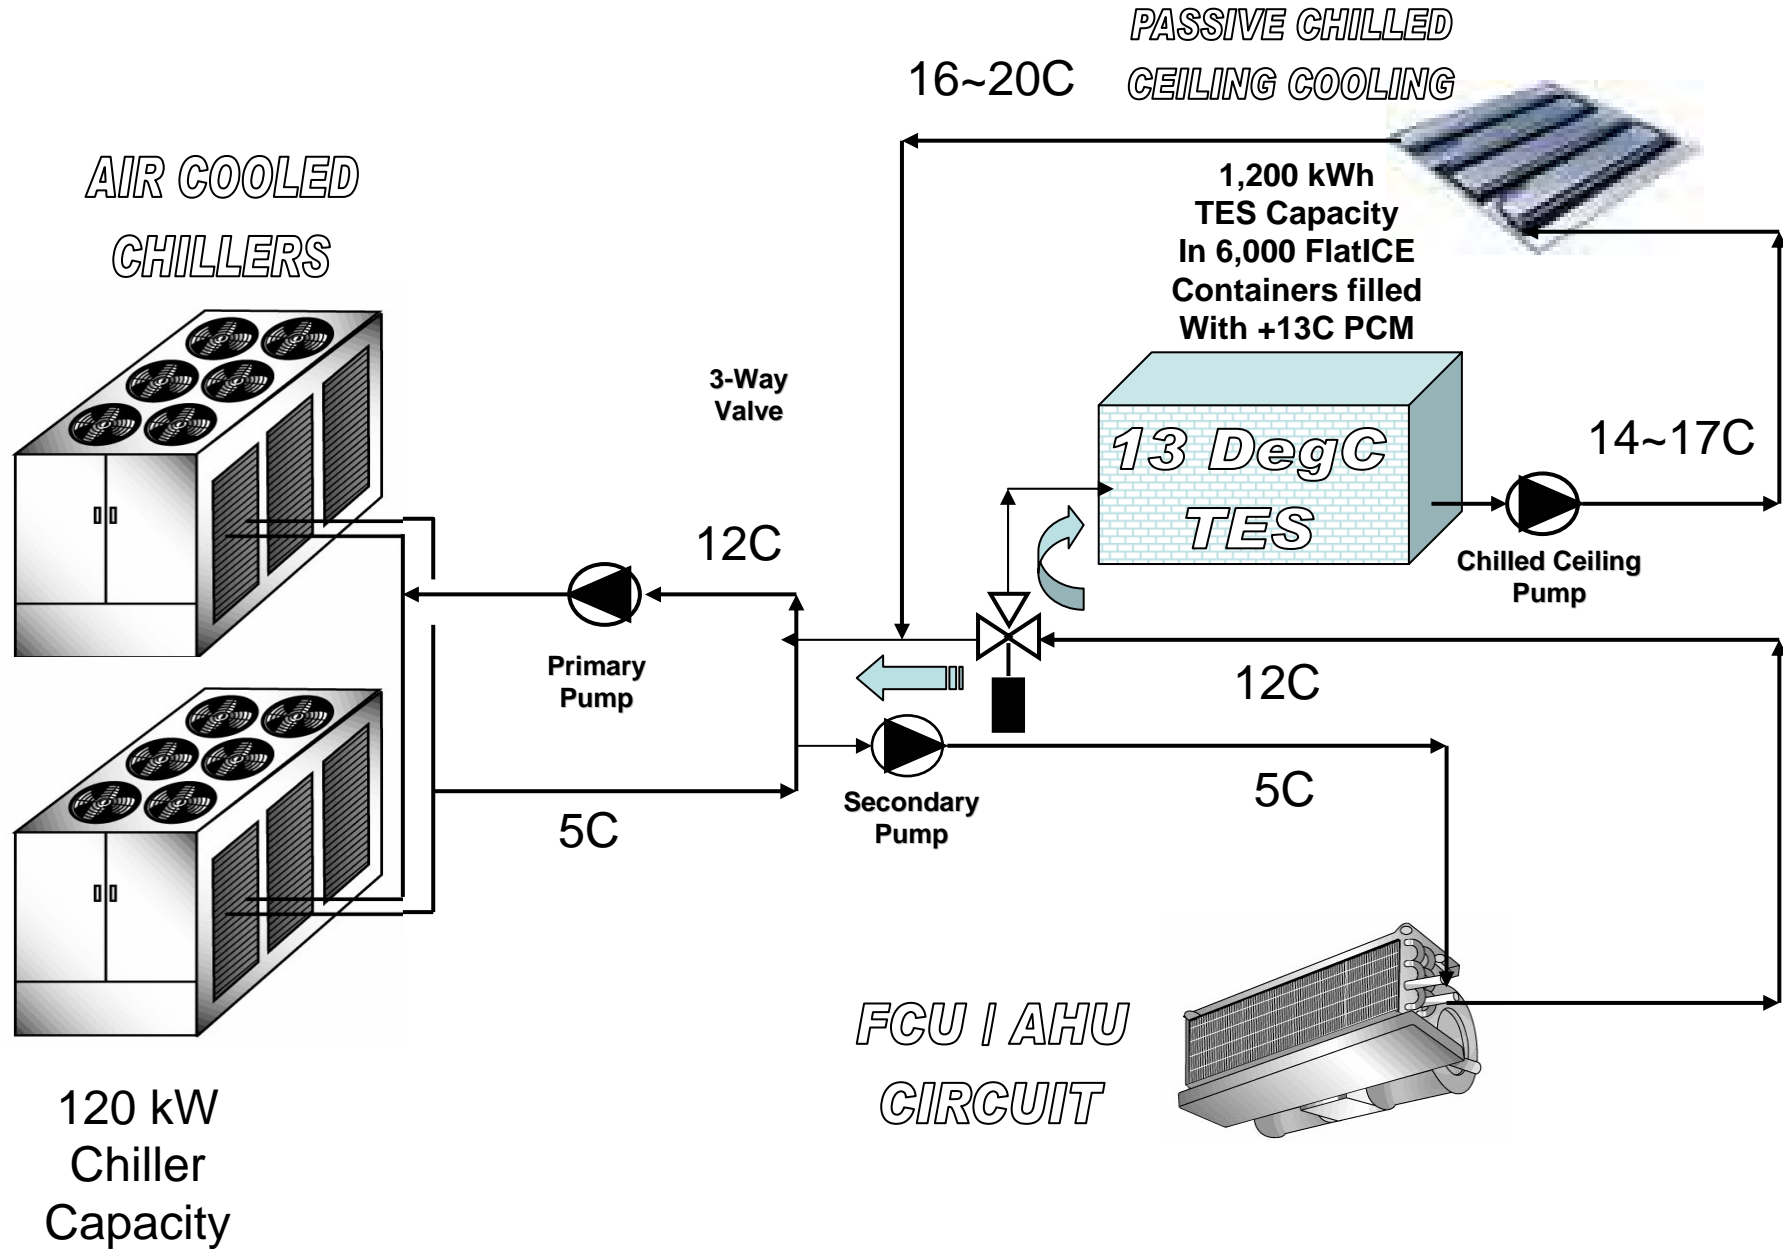 PASSIVE CHILLED
CEILING COOLING
16~20C
AIR COOLED
CHILLERS
1,200 kWh
TES Capacity
In 6,000 FlatICE
Containers filled
With +13C PCM
3-Way
Valve
13 DegC
TES
14~17C
12C
Chilled Ceiling
Pump
Primary
Pump
12C
5C
Secondary
Pump
5C
FCU / AHU
CIRCUIT
120 kW
Chiller
Capacity